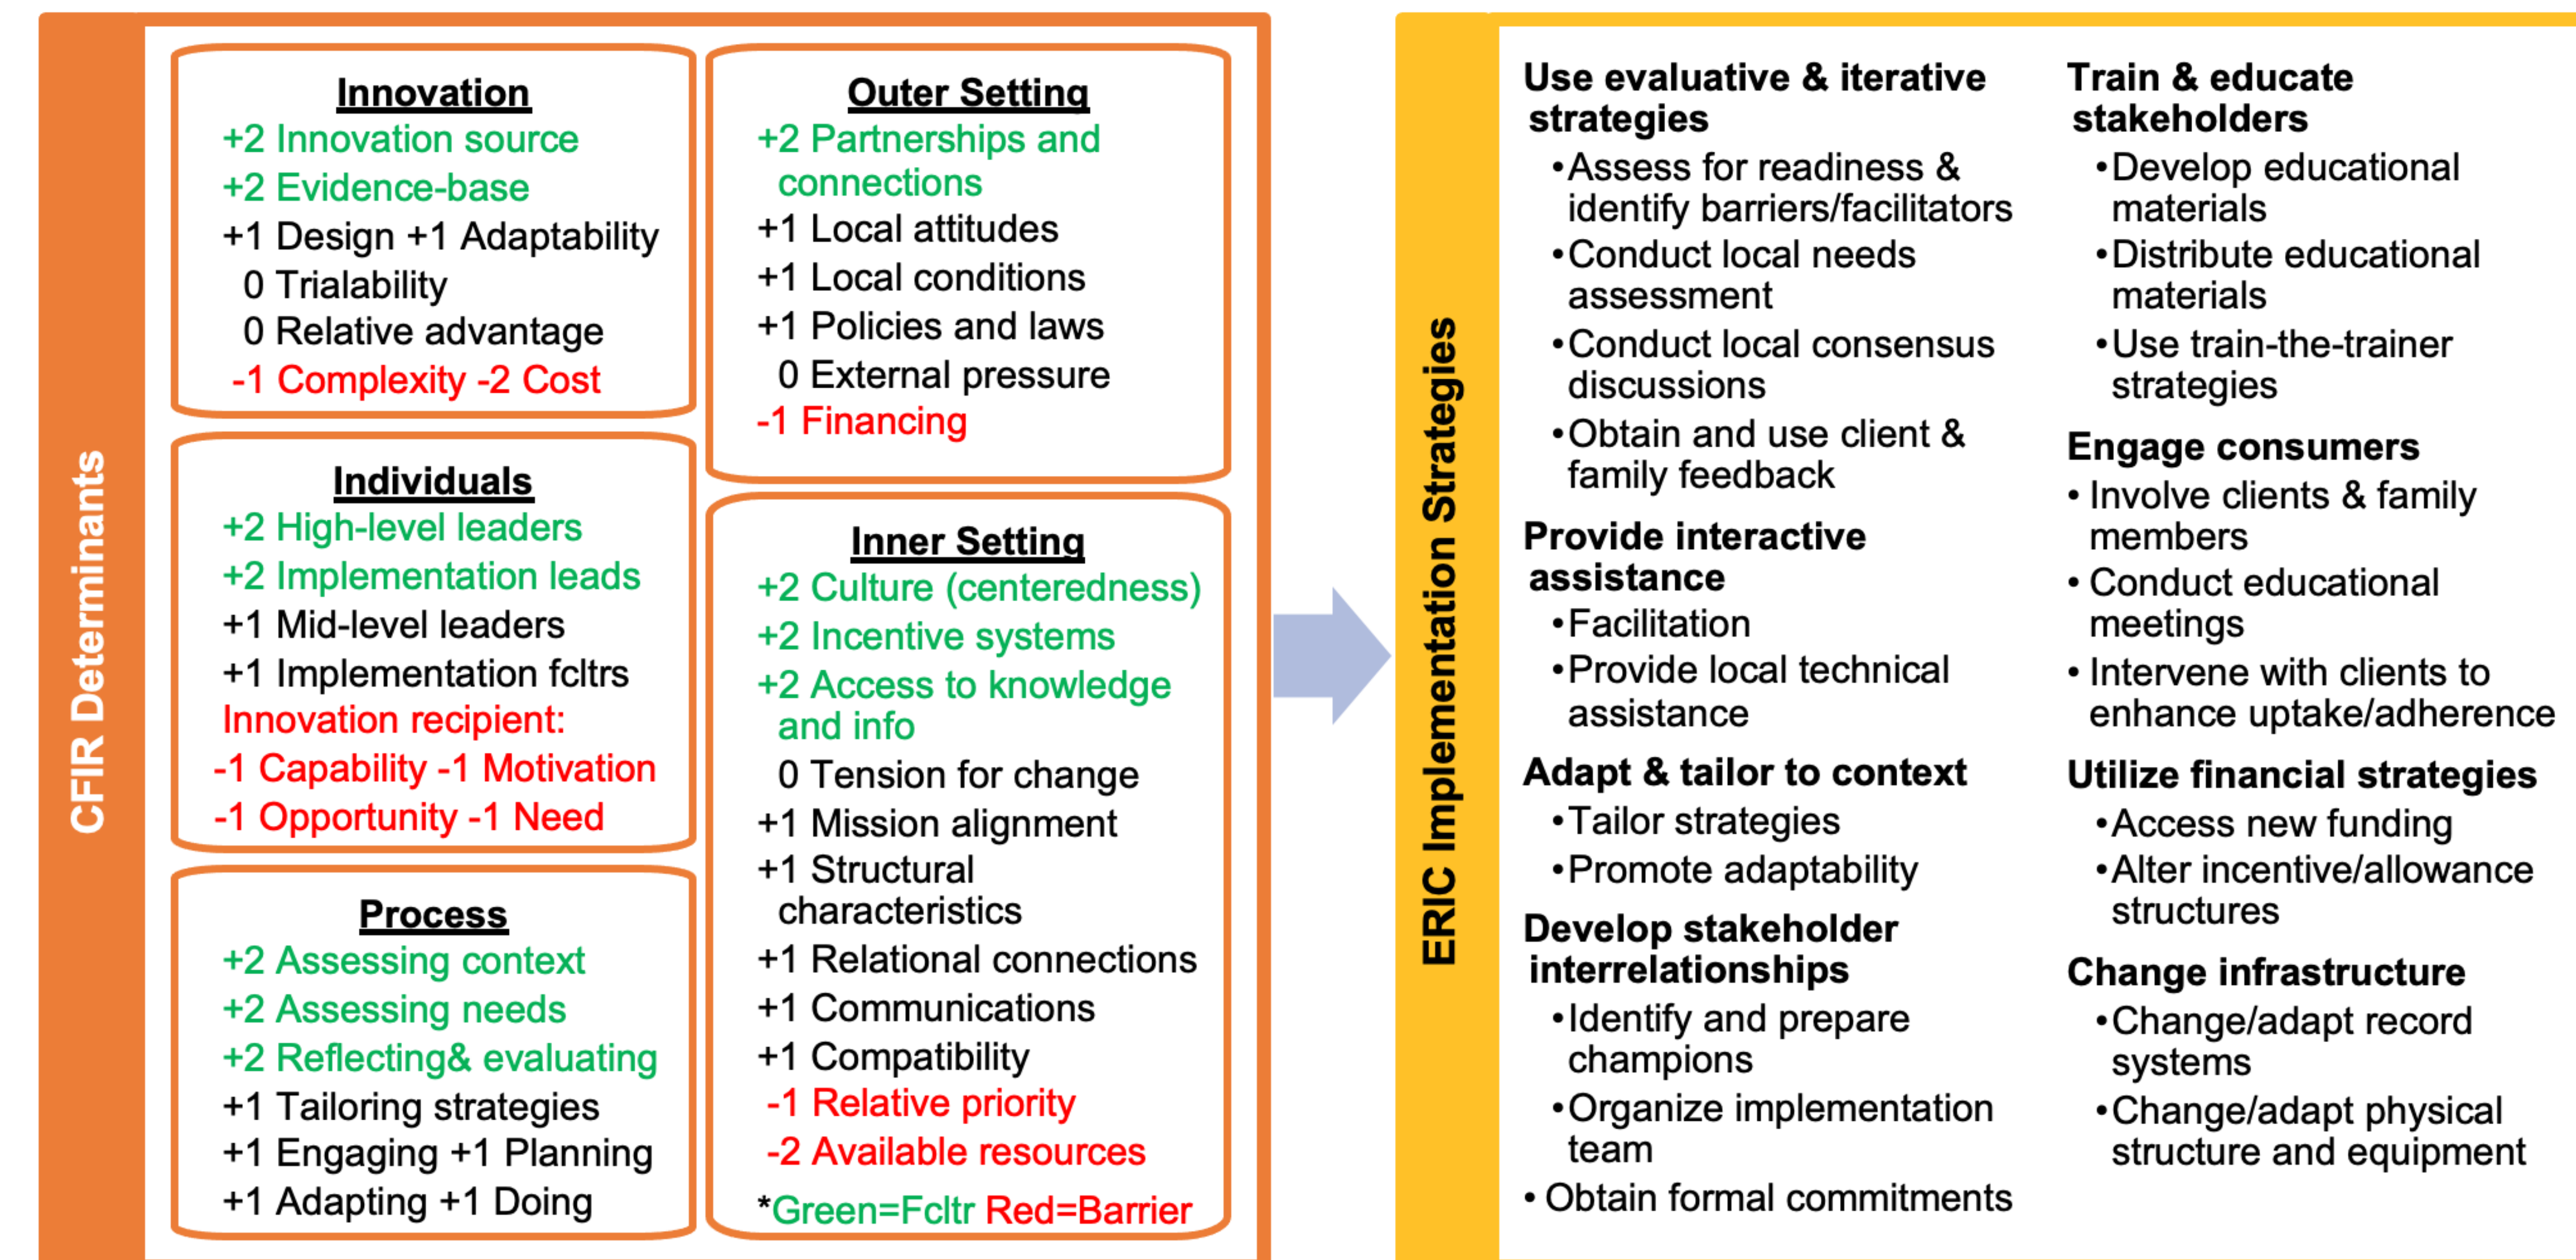 CFIR Determinants
Innovation
+2 Innovation source
+2 Evidence-base
+1 Design +1 Adaptability
0 Trialability
0 Relative advantage
-1 Complexity -2 Cost
Individuals
+2 High-level leaders
+2 Implementation leads
+1 Mid-level leaders
+1 Implementation fcltrs
Innovation recipient:
-1 Capability -1 Motivation
-1 Opportunity -1 Need
Process
+2 Assessing context
+2 Assessing needs
+2 Reflecting& evaluating
+1 Tailoring strategies
+1 Engaging +1 Planning
+1 Adapting +1 Doing
Outer Setting
+2 Partnerships and
connections
+1 Local attitudes
+1 Local conditions
+1 Policies and laws
0 External pressure
-1 Financing
Inner Setting
+2 Culture (centeredness)
+2 Incentive systems
+2 Access to knowledge
and info
0 Tension for change
+1 Mission alignment
+1 Structural
characteristics
+1 Relational connections
+1 Communications
+1 Compatibility
-1 Relative priority
-2 Available resources
*Green=Fcltr Red=Barrier
ERIC Implementation Strategies
Use evaluative & iterative
strategies
•Assess for readiness &
identify barriers/facilitators
•Conduct local needs
assessment
•Conduct local consensus
discussions
•Obtain and use client &
family feedback
Provide interactive
assistance
•Facilitation
•Provide local technical
assistance
Adapt & tailor to context
•Tailor strategies
•Promote adaptability
Develop stakeholder
interrelationships
•Identify and prepare
champions
•Organize implementation
team
• Obtain formal commitments
Train & educate
stakeholders
•Develop educational
materials
•Distribute educational
materials
•Use train-the-trainer
strategies
Engage consumers
• Involve clients & family
members
• Conduct educational
meetings
• Intervene with clients to
enhance uptake/adherence
Utilize financial strategies
•Access new funding
•Alter incentive/allowance
structures
Change infrastructure
•Change/adapt record
systems
•Change/adapt physical
structure and equipment